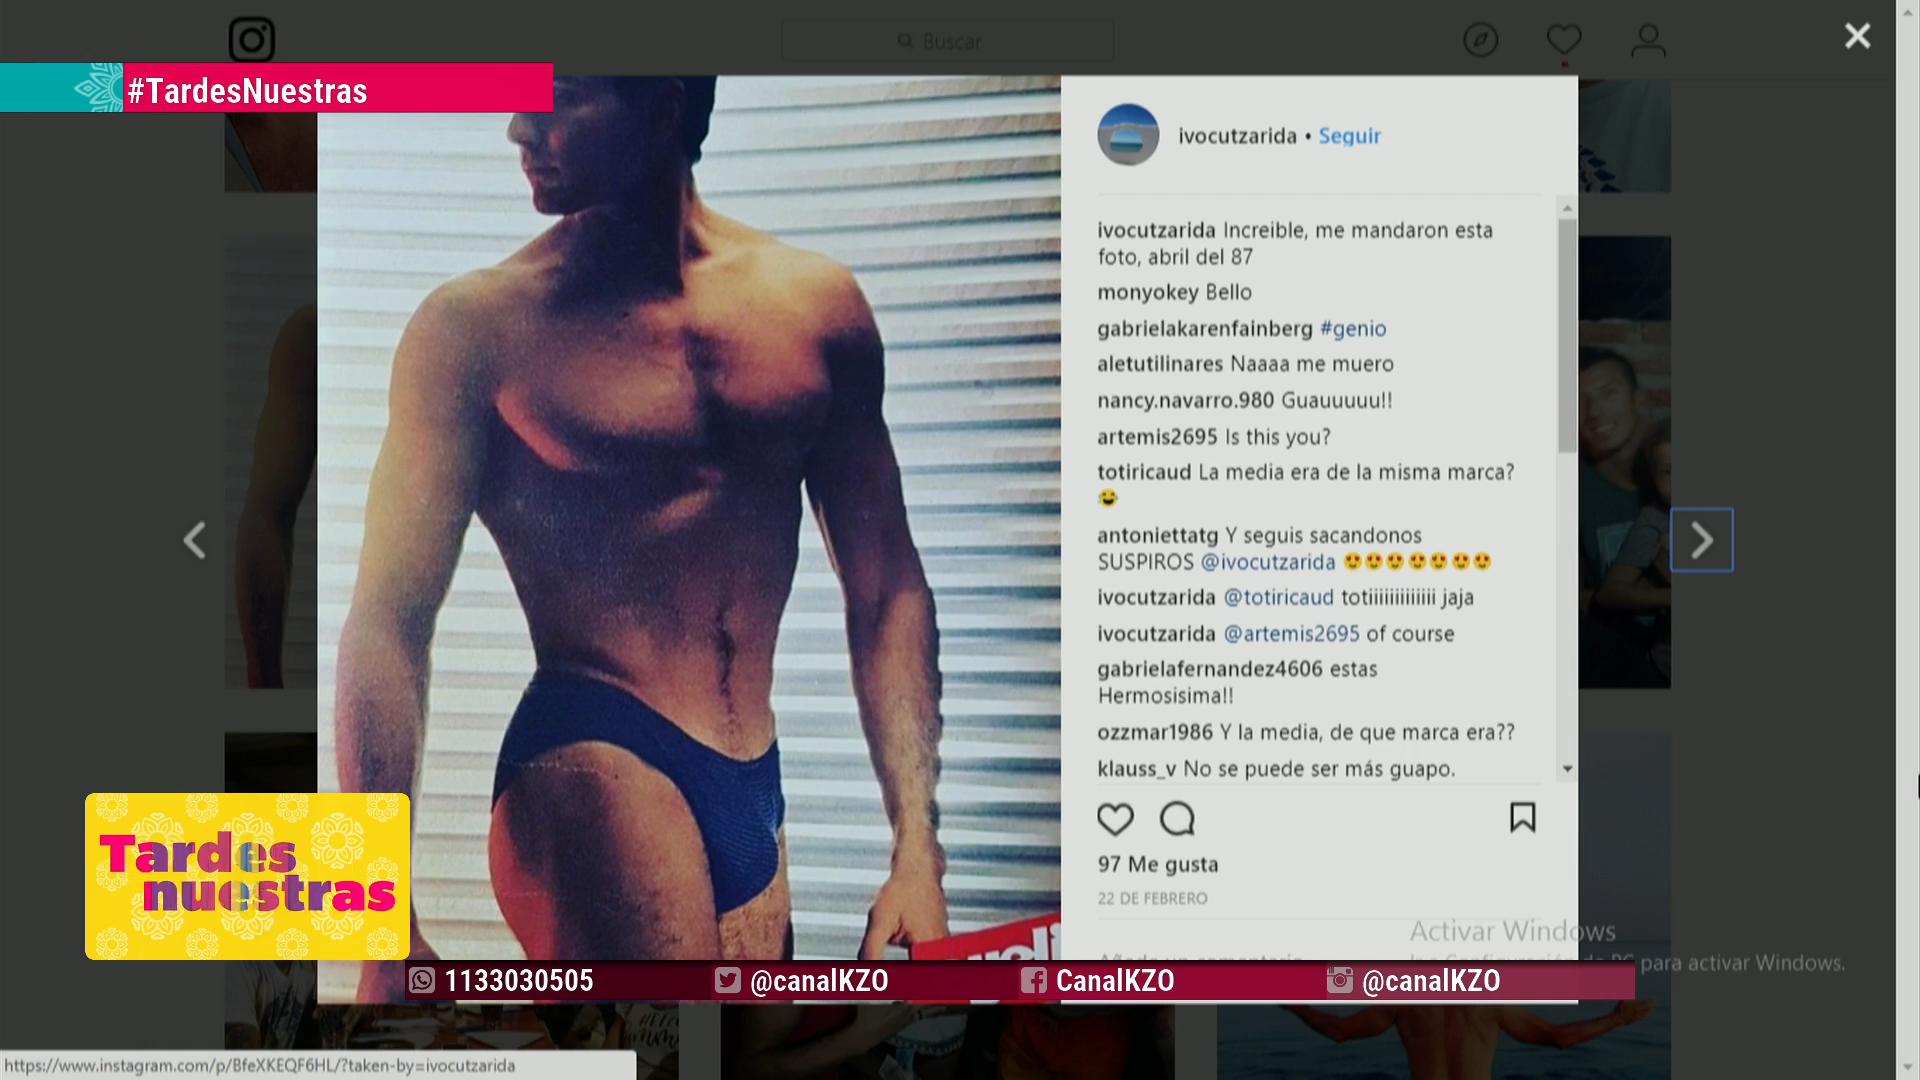 Buscar
#TardesNuestras
ivocutzarida • Seguir
ivocutzarida Increible, me mandaron esta
foto, abril del 87
monyokey Bello
gabrielakarenfainberg #genio
aletutilinares Naaaa me muero
nancy.navarro.980 Guauuuuu!!
artemis2695 Is this you?
totiricaud La media era de la misma marca?
😂
antoniettatg Y seguis sacandonos
SUSPIROS @ivocutzarida 😍😍😍😍😍😍😍
ivocutzarida @totiricaud totiiiiiiiiiiiii jaja
ivocutzarida @artemis2695 of course
gabrielafernandez4606 estas
Hermosisima!!
ozzmar1986 Y la media, de que marca era??
klauss_v No se puede ser más guapo.
97 Me gusta
22 DE FEBRERO
Activar Windows
PC para activar Windows.
Tardes
nuestras
1133030505 @canalKZO CanalKZO @canalKZO
https://www.instagram.com/p/BfeXKEQF6HL/?taken-by=ivocutzarida